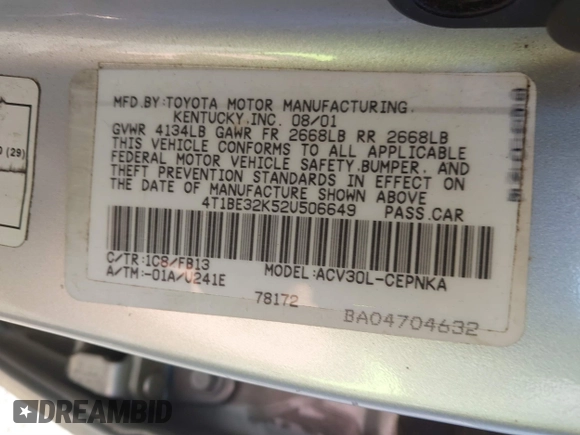 0 (29)
MFD.BY:TOYOTA MOTOR MANUFACTURING,
KENTUCKY,INC. 08/01
GVWR 4134LB GAWR FR 2668LB RR 2668LB
THIS VEHICLE CONFORMS TO ALL APPLICABLE
FEDERAL MOTOR VEHICLE SAFETY,BUMPER, AND
THEFT PREVENTION STANDARDS IN EFFECT ON
THE DATE OF MANUFACTURE SHOWN ABOVE
4T1BE32K52U506649 PASS.CAR
C/TR:1C8/FB13 MODEL:ACV30L-CEPNKA
A/TM:-01A/U241E
78172
BA04704632
DREAMBID